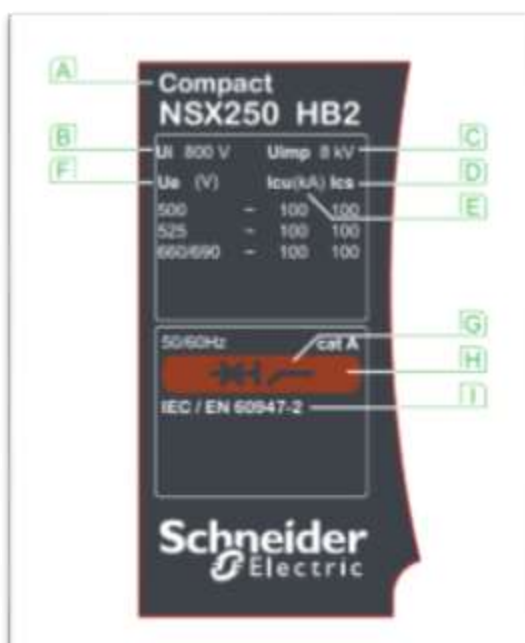 A Compact
NSX250 HB2
B Ui 800 V Uimp 8 kV C
F Ue (V) Icu(kA) Ics D
E
500 ~ 100 100
525 ~ 100 100
660/690 ~ 100 100
G
50/60Hz cat A
H
IEC / EN 60947-2 I
Schneider
Electric